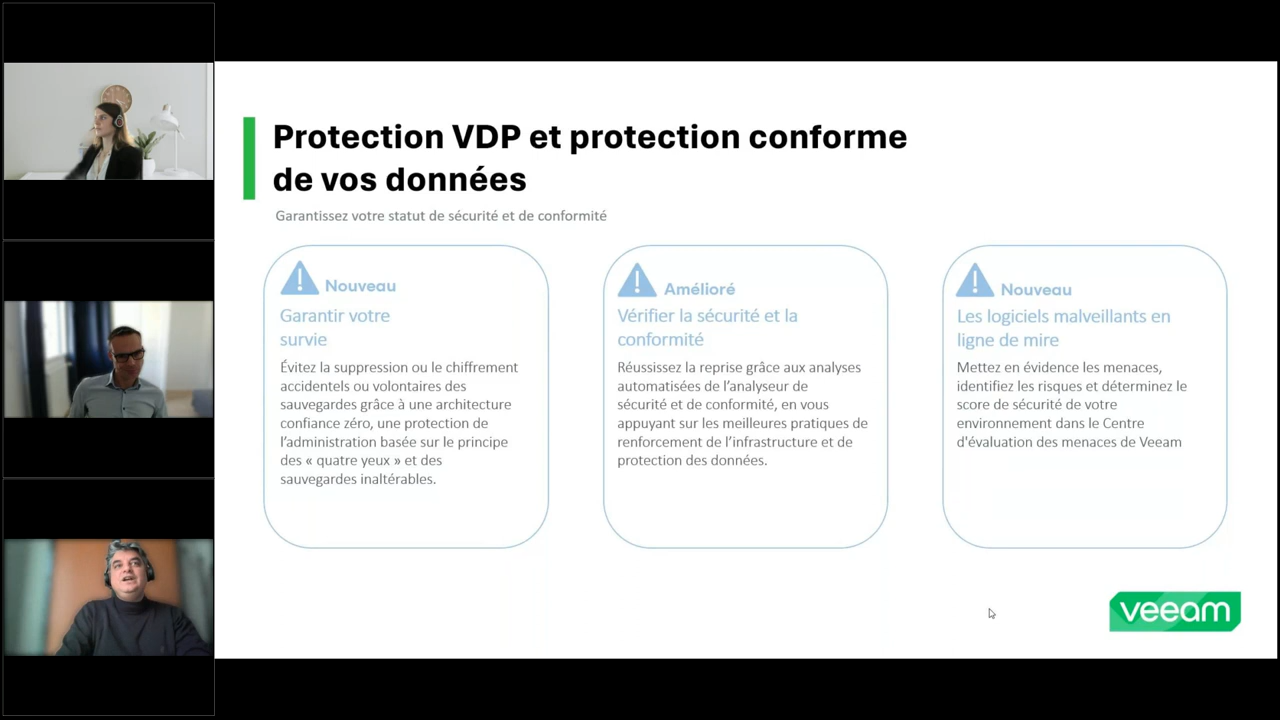 Protection VDP et protection conforme
de vos données
Garantissez votre statut de sécurité et de conformité
Nouveau
Garantir votre
survie
Évitez la suppression ou le chiffrement
accidentels ou volontaires des
sauvegardes grâce à une architecture
confiance zéro, une protection de
l’administration basée sur le principe
des « quatre yeux » et des
sauvegardes inaltérables.
Amélioré
Vérifier la sécurité et la
conformité
Réussissez la reprise grâce aux analyses
automatisées de l’analyseur de
sécurité et de conformité, en vous
appuyant sur les meilleures pratiques de
renforcement de l’infrastructure et de
protection des données.
Nouveau
Les logiciels malveillants en
ligne de mire
Mettez en évidence les menaces,
identifiez les risques et déterminez le
score de sécurité de votre
environnement dans le Centre
d'évaluation des menaces de Veeam
veeam